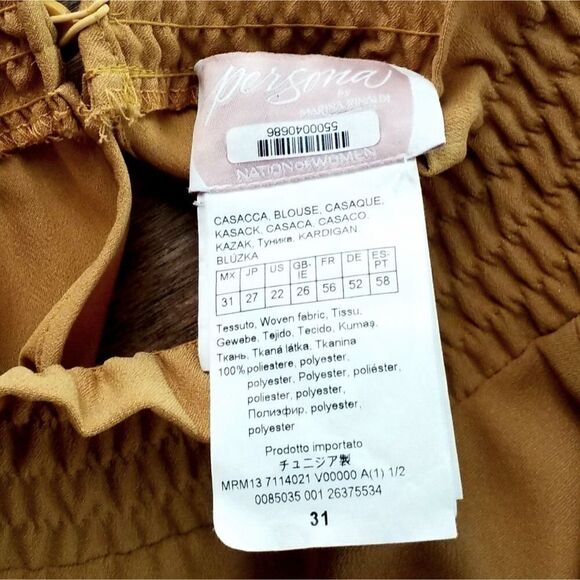 persona
by
MARINA RINALDI
5500040686
NATION OF WOMEN
CASACCA, BLOUSE, CASAQUE,
KASACK, CASACA, CASACO,
KAZAK, Туника, KARDIGAN
BLÚZKA
MX JP US GB-IE FR DE ES-PT
31 27 22 26 56 52 58
Tessuto, Woven fabric, Tissu,
Gewebe, Tejido, Tecido, Kumaş,
Ткань, Tkaná látka, Tkanina
100% poliestere, polyester,
polyester, Polyester, poliéster,
poliester, polyester,
Полиэфир, polyester,
polyester
Prodotto importato
チュニジア製
MRM13 7114021 V00000 A(1) 1/2
0085035 001 26375534
31